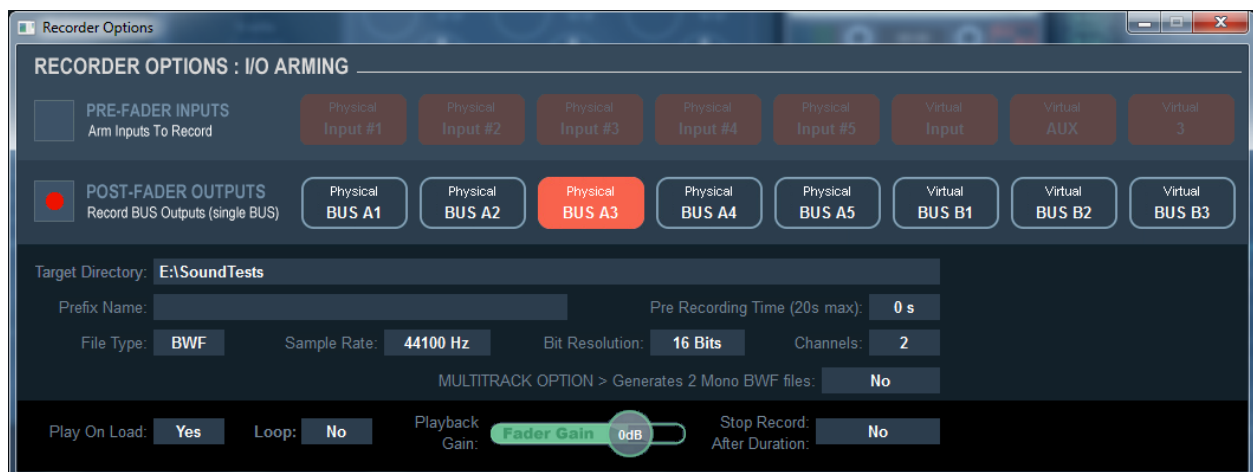 Recorder Options
RECORDER OPTIONS : I/O ARMING
PRE-FADER INPUTS
Arm Inputs To Record
Physical Input #1
Physical Input #2
Physical Input #3
Physical Input #4
Physical Input #5
Virtual Input
Virtual AUX
Virtual 3
POST-FADER OUTPUTS
Record BUS Outputs (single BUS)
Physical BUS A1
Physical BUS A2
Physical BUS A3
Physical BUS A4
Physical BUS A5
Virtual BUS B1
Virtual BUS B2
Virtual BUS B3
Target Directory: E:\SoundTests
Prefix Name: Pre Recording Time (20s max): 0 s
File Type: BWF Sample Rate: 44100 Hz Bit Resolution: 16 Bits Channels: 2
MULTITRACK OPTION > Generates 2 Mono BWF files: No
Play On Load: Yes Loop: No Playback Gain: Fader Gain 0dB Stop Record: After Duration: No